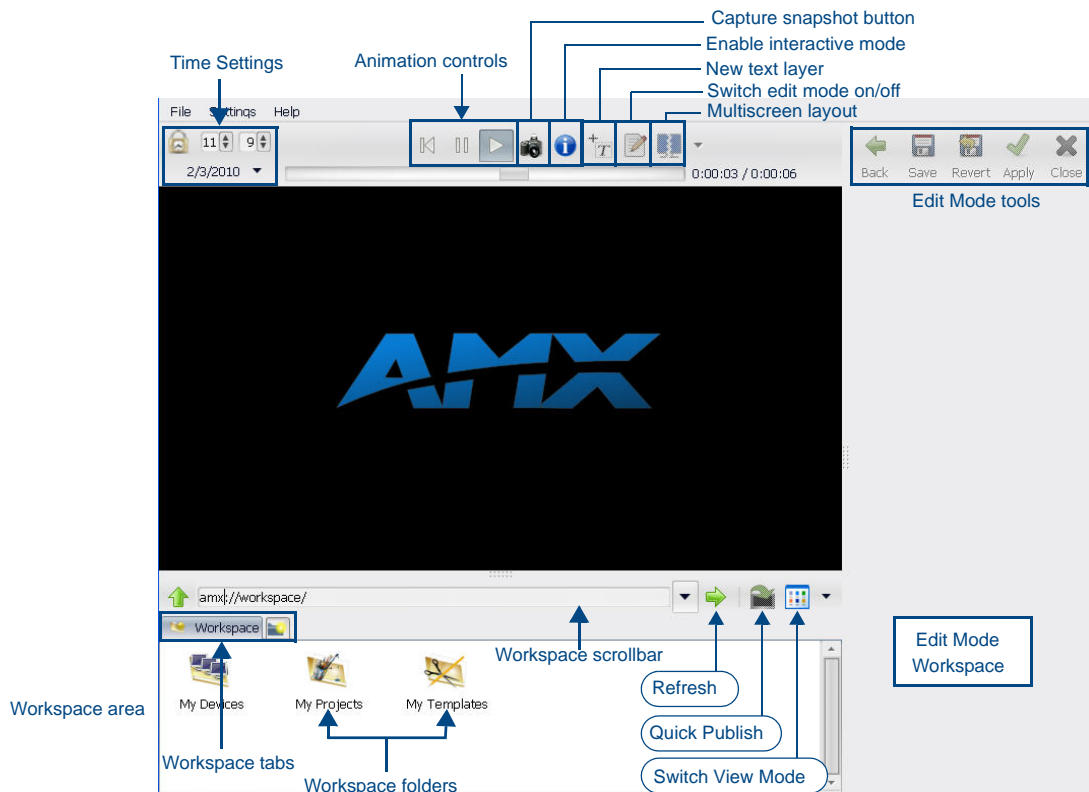 Capture snapshot button
Enable interactive mode
Time Settings
Animation controls
New text layer
Switch edit mode on/off
Multiscreen layout
File Settings Help
11 9
T
2/3/2010
0:00:03 / 0:00:06
Back Save Revert Apply Close
Edit Mode tools
AMX
amx://workspace/
Workspace
Workspace scrollbar
Edit Mode
Workspace
Refresh
My Devices My Projects My Templates
Workspace area
Quick Publish
Workspace tabs
Switch View Mode
Workspace folders